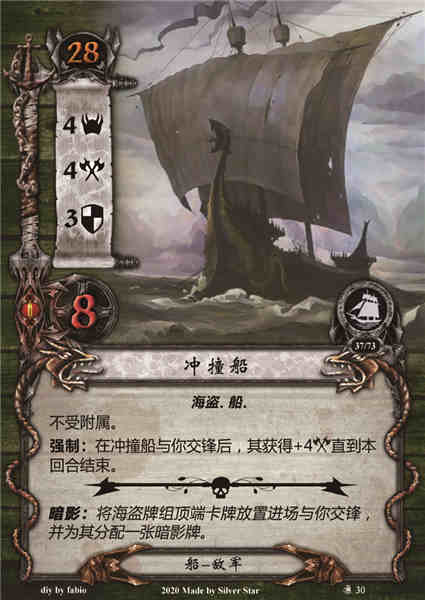 28
4
4
3
8
37/73
冲撞船
海盗. 船.
不受附属。
强制：在冲撞船与你交锋后，其获得+4直到本
回合结束。
暗影：将海盗牌组顶端卡牌放置进场与你交锋，
并为其分配一张暗影牌。
船-敌军
diy by fabio 2020 Made by Silver Star 30